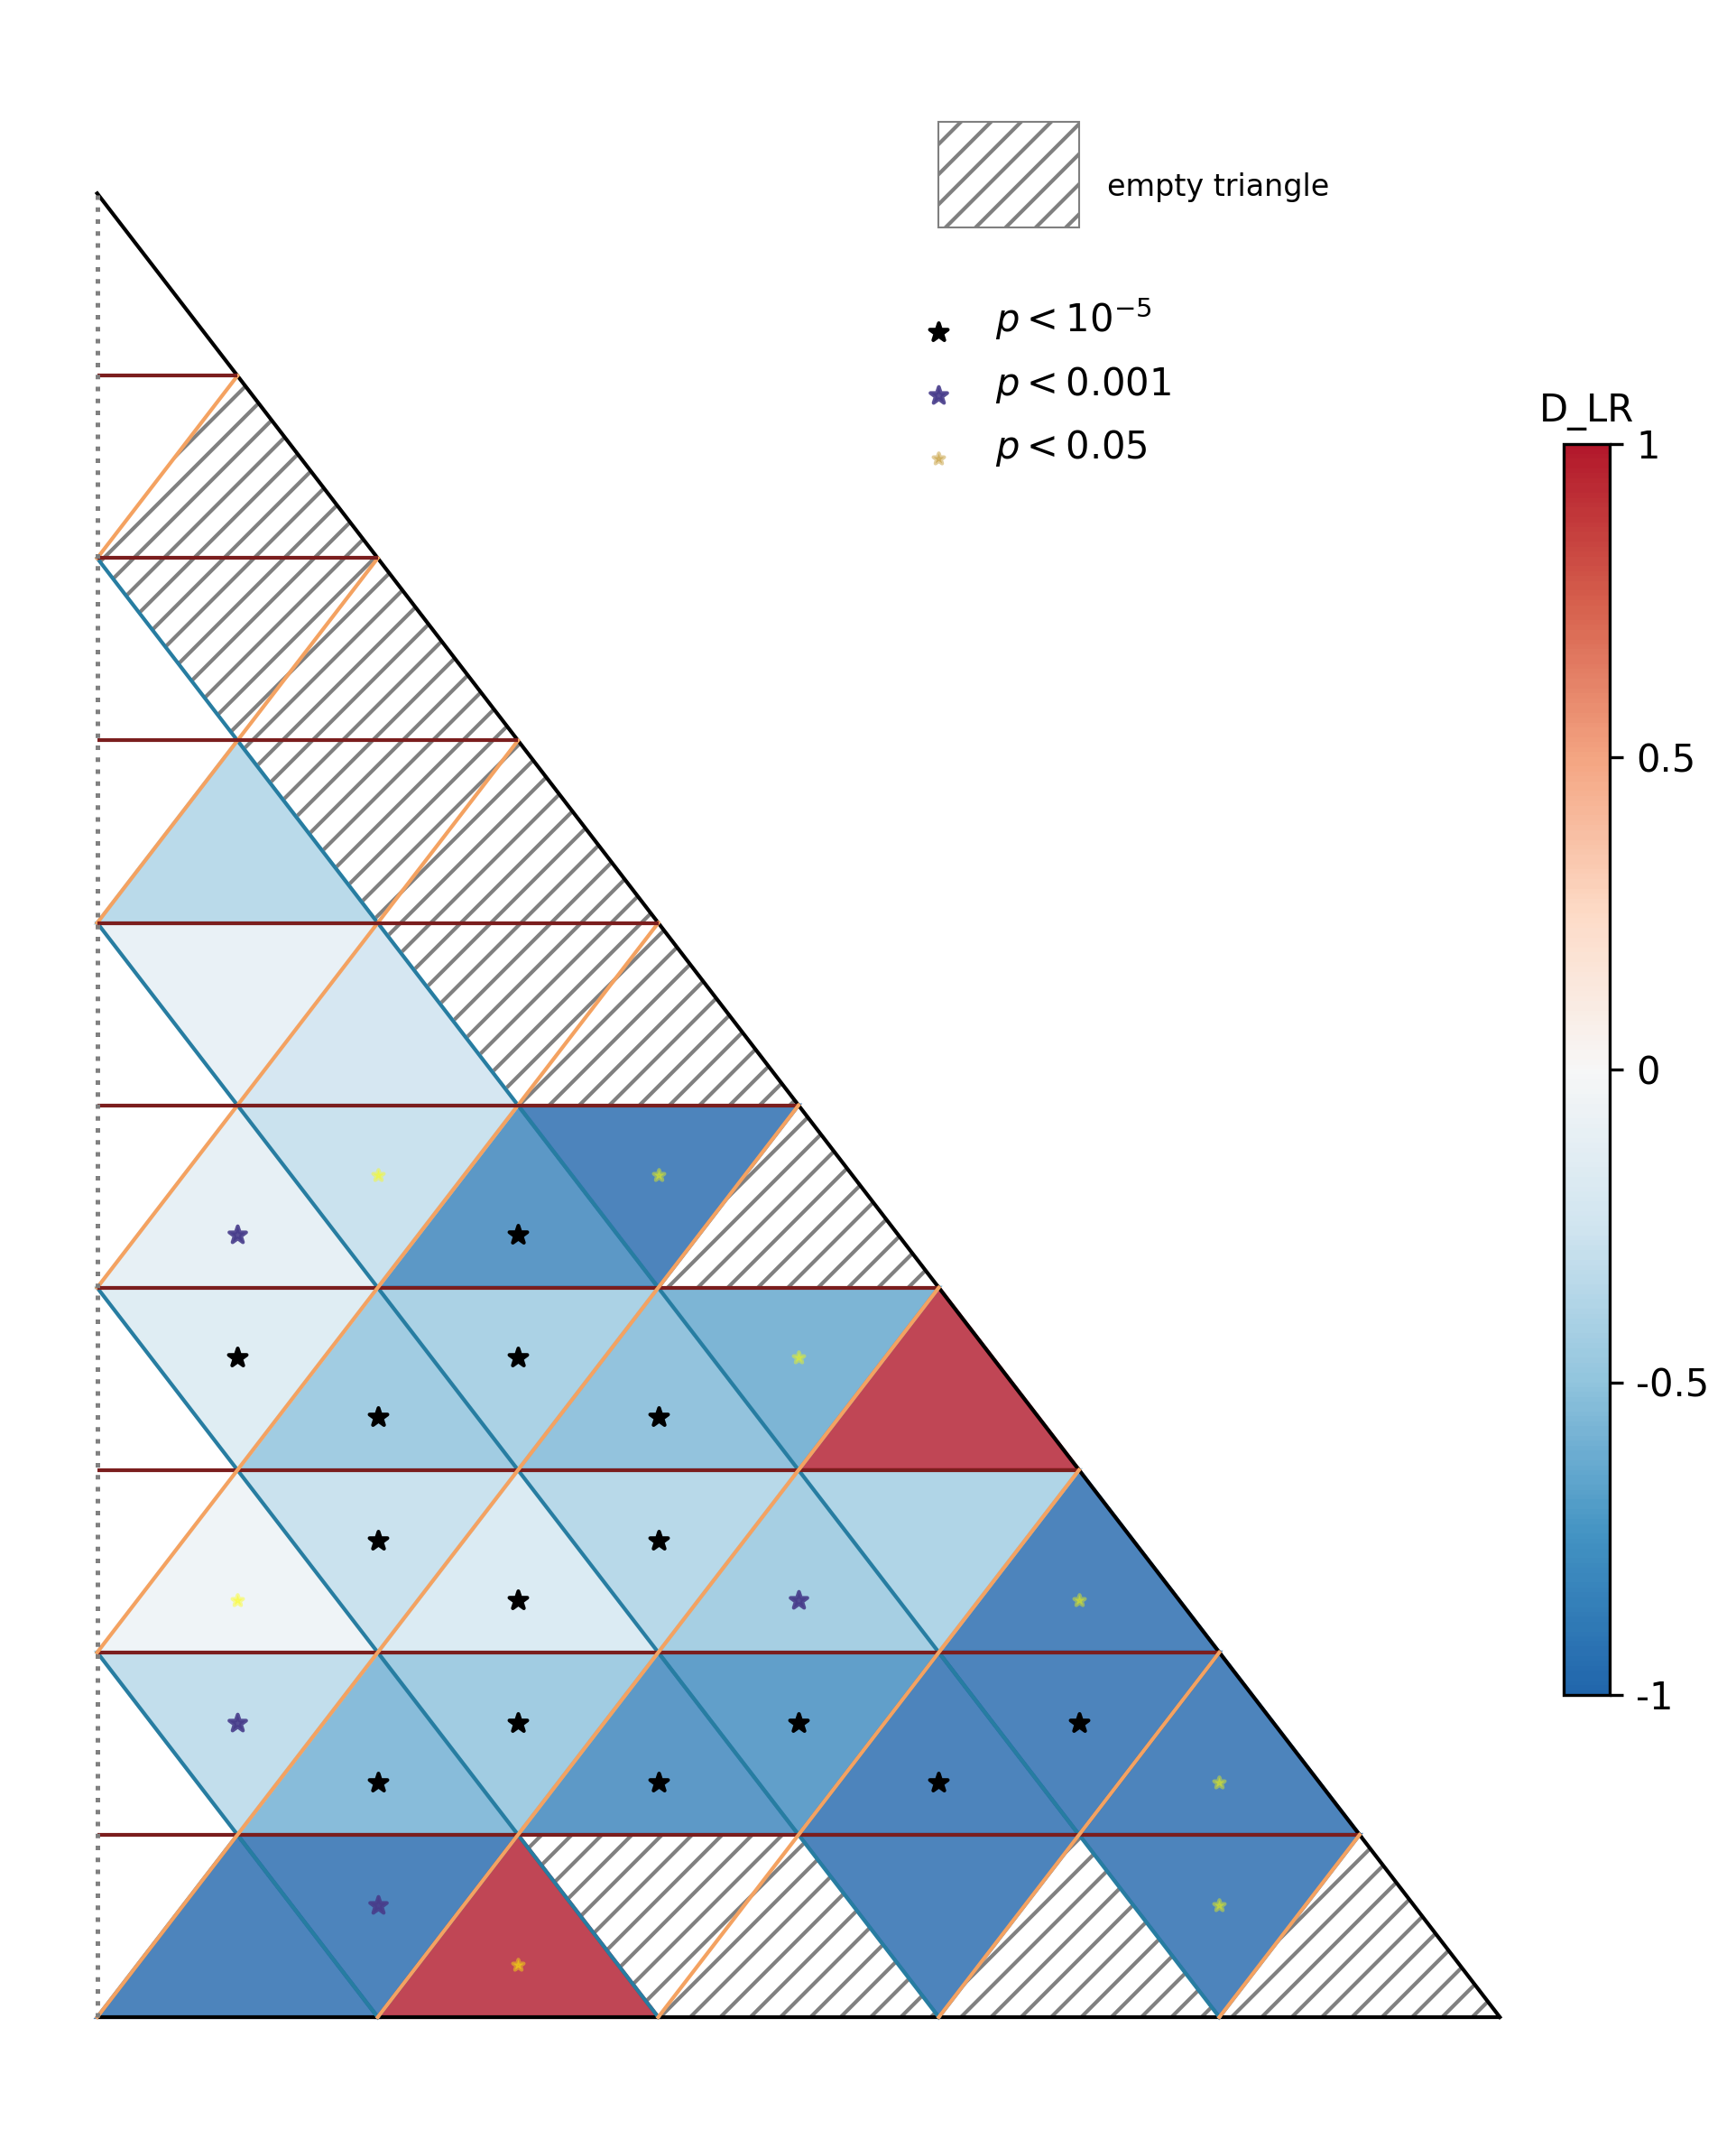 empty triangle
p < 10⁻⁵
p < 0.001
p < 0.05
D_LR
1
0.5
0
-0.5
-1